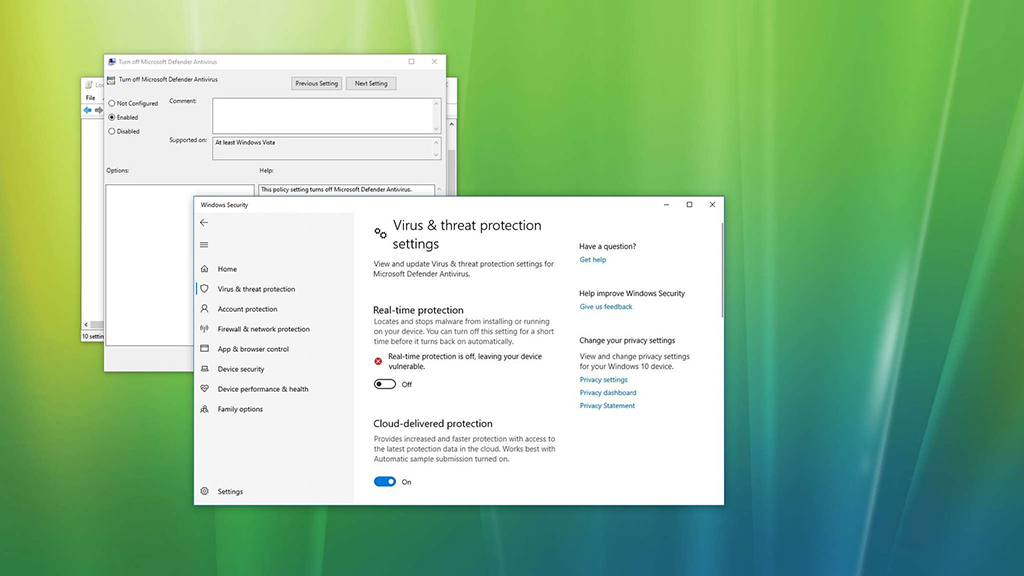 Turn off Microsoft Defender Antivirus
Turn off Microsoft Defender Antivirus
Previous Setting
Next Setting
File
Not Configured
Enabled
Disabled
Comment:
Supported on:
At least Windows Vista
Options:
Help:
This policy setting turns off Microsoft Defender Antivirus.
Windows Security
Home
Virus & threat protection
Account protection
Firewall & network protection
App & browser control
Device security
Device performance & health
Family options
Settings
Virus & threat protection
settings
View and update Virus & threat protection settings for
Microsoft Defender Antivirus.
Real-time protection
Locates and stops malware from installing or running
on your device. You can turn off this setting for a short
time before it turns back on automatically.
Real-time protection is off, leaving your device
vulnerable.
Off
Cloud-delivered protection
Provides increased and faster protection with access to
the latest protection data in the cloud. Works best with
Automatic sample submission turned on.
On
Have a question?
Get help
Help improve Windows Security
Give us feedback
Change your privacy settings
View and change privacy settings
for your Windows 10 device.
Privacy settings
Privacy dashboard
Privacy Statement